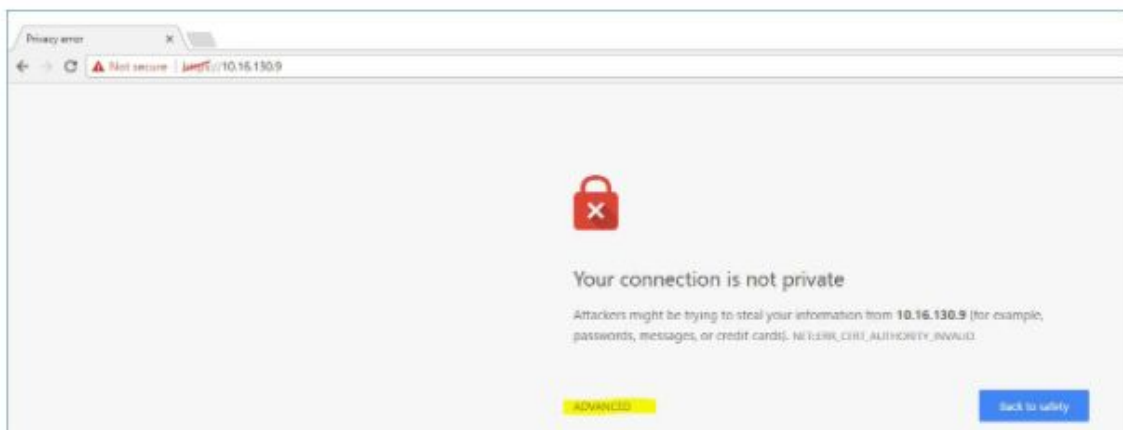 Privacy error
Not secure | https://10.16.130.9
Your connection is not private
Attackers might be trying to steal your information from 10.16.130.9 (for example,
passwords, messages, or credit cards). NET::ERR_CERT_AUTHORITY_INVALID
ADVANCED
Back to safety